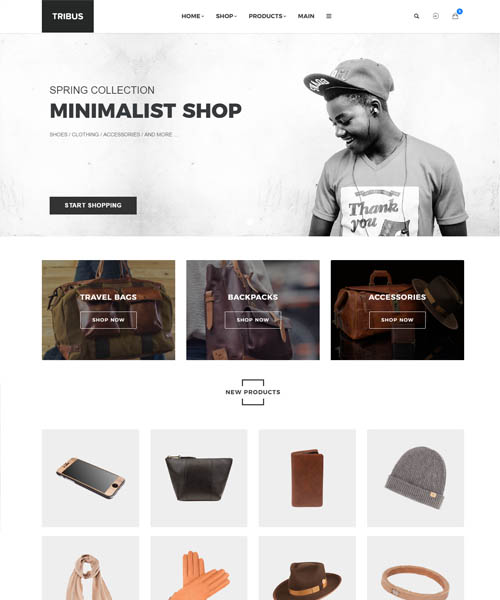 TRIBUS
HOME
SHOP
PRODUCTS
MAIN
0
SPRING COLLECTION
MINIMALIST SHOP
SHOES / CLOTHING / ACCESSORIES / AND MORE ...
START SHOPPING
Thank
you
TRAVEL BAGS
SHOP NOW
BACKPACKS
SHOP NOW
ACCESSORIES
SHOP NOW
NEW PRODUCTS